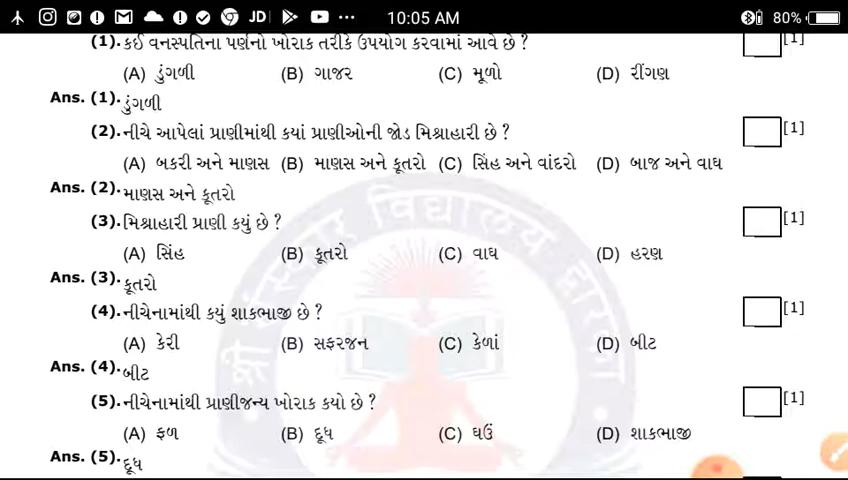 JD
10:05 AM
80%
(1). કઈ વનસ્પતિના પર્ણનો ખોરાક તરીકે ઉપયોગ કરવામાં આવે છે ? [1]
(A) ડુંગળી (B) ગાજર (C) મૂળો (D) રીંગણ
Ans. (1). ડુંગળી
(2). નીચે આપેલાં પ્રાણીમાંથી કયાં પ્રાણીઓની જોડ મિશ્રાહારી છે ? [1]
(A) બકરી અને માણસ (B) માણસ અને કૂતરો (C) સિંહ અને વાંદરો (D) બાજ અને વાઘ
Ans. (2). માણસ અને કૂતરો
(3). મિશ્રાહારી પ્રાણી કયું છે ? [1]
(A) સિંહ (B) કૂતરો (C) વાઘ (D) હરણ
Ans. (3). કૂતરો
(4). નીચેનામાંથી કયું શાકભાજી છે ? [1]
(A) કેરી (B) સફરજન (C) કેળાં (D) બીટ
Ans. (4). બીટ
(5). નીચેનામાંથી પ્રાણીજન્ય ખોરાક કયો છે ? [1]
(A) ફળ (B) દૂધ (C) ઘઉં (D) શાકભાજી
Ans. (5). દૂધ